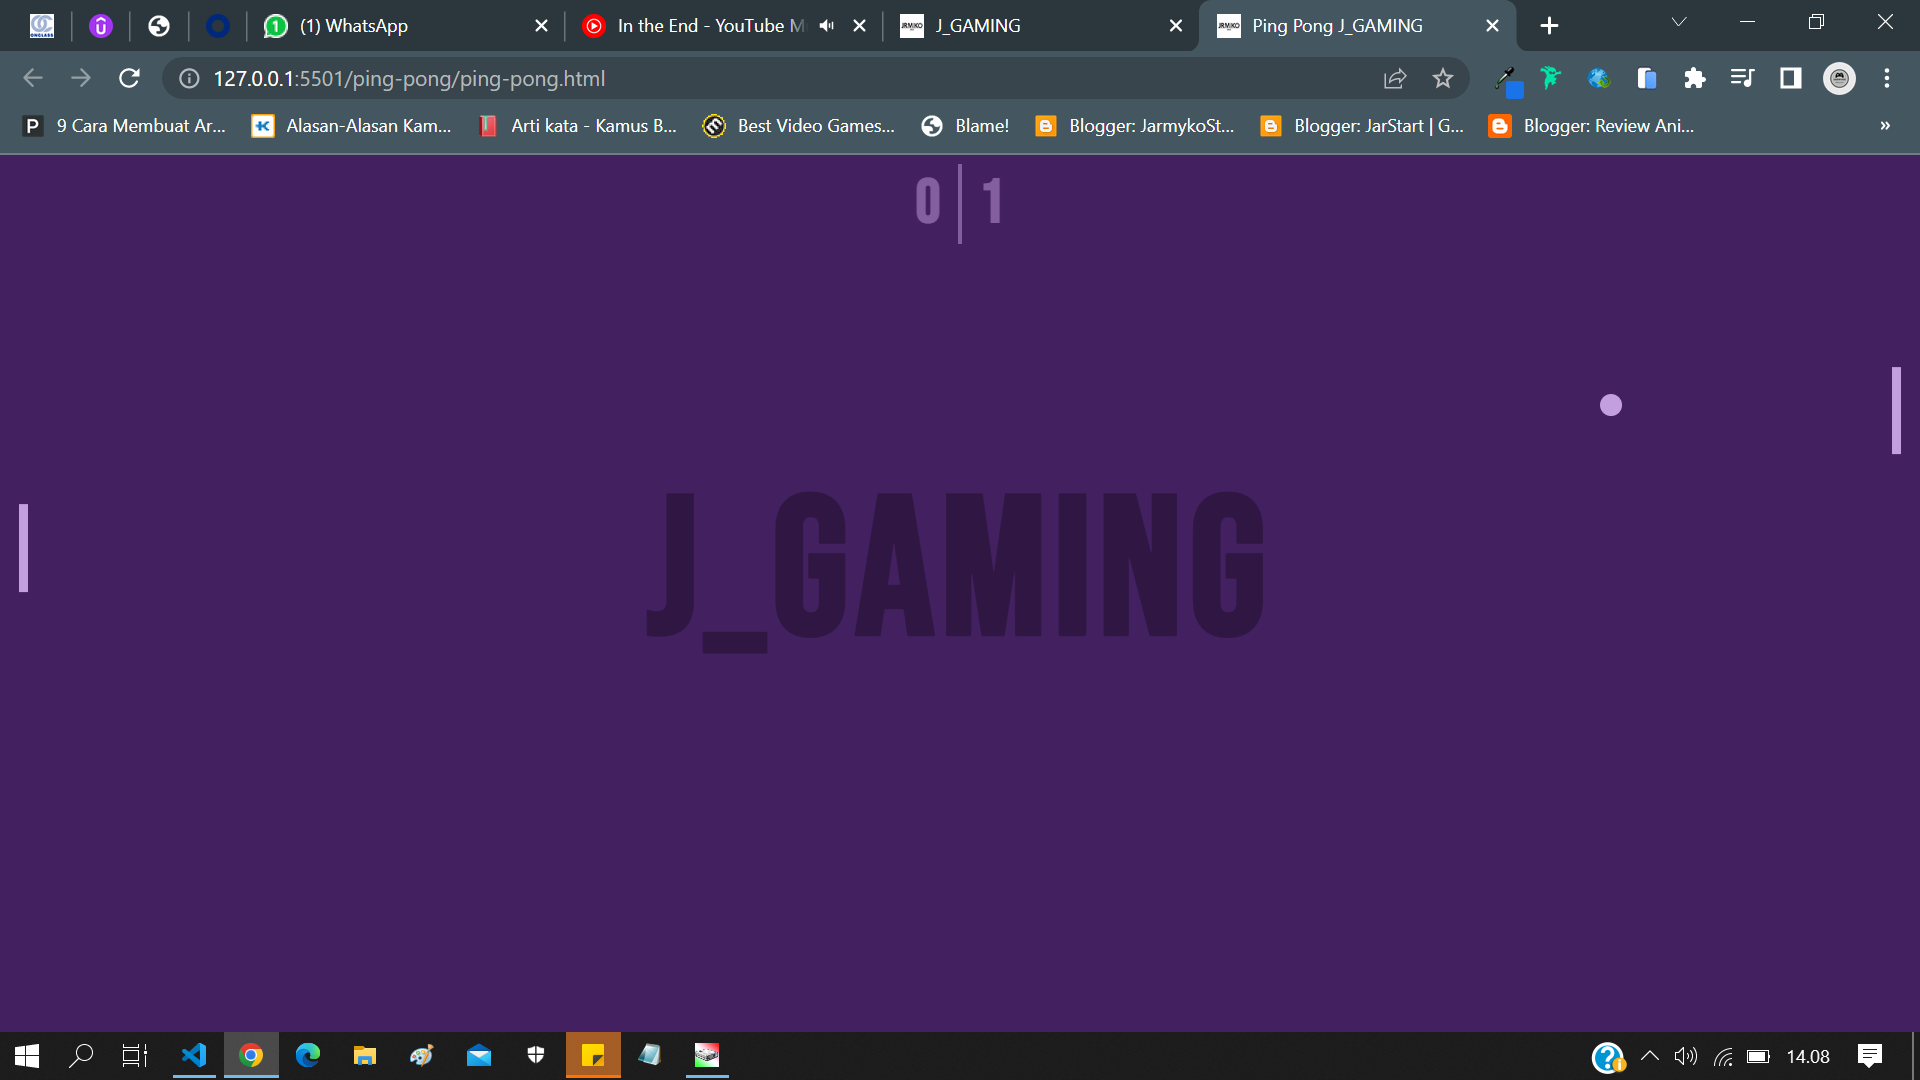 (1) WhatsApp
In the End - YouTube M
J_GAMING
Ping Pong J_GAMING
127.0.0.1:5501/ping-pong/ping-pong.html
9 Cara Membuat Ar...
Alasan-Alasan Kam...
Arti kata - Kamus B...
Best Video Games...
Blame!
Blogger: JarmykoSt...
Blogger: JarStart | G...
Blogger: Review Ani...
»
0 | 1
J_GAMING
14.08